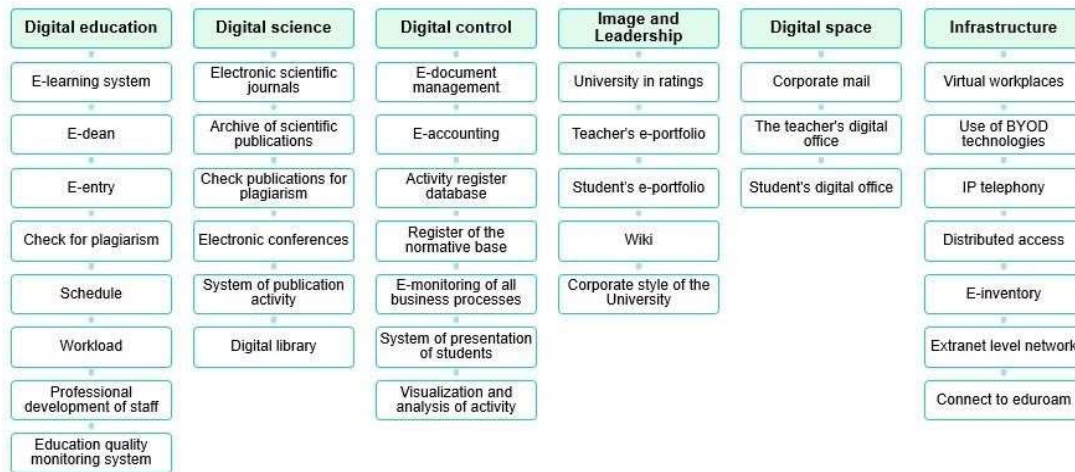 Digital education
E-learning system
E-dean
E-entry
Check for plagiarism
Schedule
Workload
Professional
development of staff
Education quality
monitoring system
Digital science
Electronic scientific
journals
Archive of scientific
publications
Check publications for
plagiarism
Electronic conferences
System of publication
activity
Digital library
Digital control
E-document
management
E-accounting
Activity register
database
Register of the
normative base
E-monitoring of all
business processes
System of presentation
of students
Visualization and
analysis of activity
Image and
Leadership
University in ratings
Teacher's e-portfolio
Student's e-portfolio
Wiki
Corporate style of the
University
Digital space
Corporate mail
The teacher's digital
office
Student's digital office
Infrastructure
Virtual workplaces
Use of BYOD
technologies
IP telephony
Distributed access
E-inventory
Extranet level network
Connect to eduroam